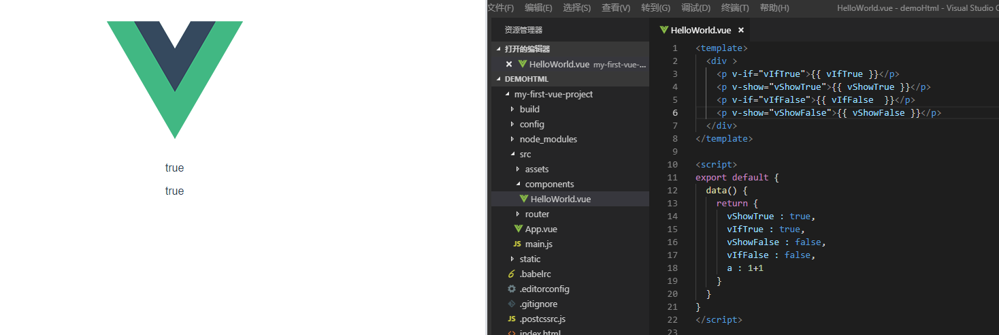 true
true
文件(F) 编辑(E) 选择(S) 查看(V) 转到(G) 调试(D) 终端(T) 帮助(H) HelloWorld.vue - demoHtml - Visual Studio C
资源管理器
打开的编辑器
HelloWorld.vue my-first-vue-...
DEMOHTML
my-first-vue-project
build
config
node_modules
src
assets
components
HelloWorld.vue
router
App.vue
JS main.js
static
.babelrc
.editorconfig
.gitignore
JS .postcssrc.js
index.html
HelloWorld.vue ×
1 <template>
2 <div >
3 <p v-if="vIfTrue">{{ vIfTrue }}</p>
4 <p v-show="vShowTrue">{{ vShowTrue }}</p>
5 <p v-if="vIfFalse">{{ vIfFalse  }}</p>
6 <p v-show="vShowFalse">{{ vShowFalse }}</p>
7 </div>
8 </template>
9
10 <script>
11 export default {
12 data() {
13 return {
14 vShowTrue : true,
15 vIfTrue : true,
16 vShowFalse : false,
17 vIfFalse : false,
18 a : 1+1
19 }
20 }
21 }
22 </script>
23